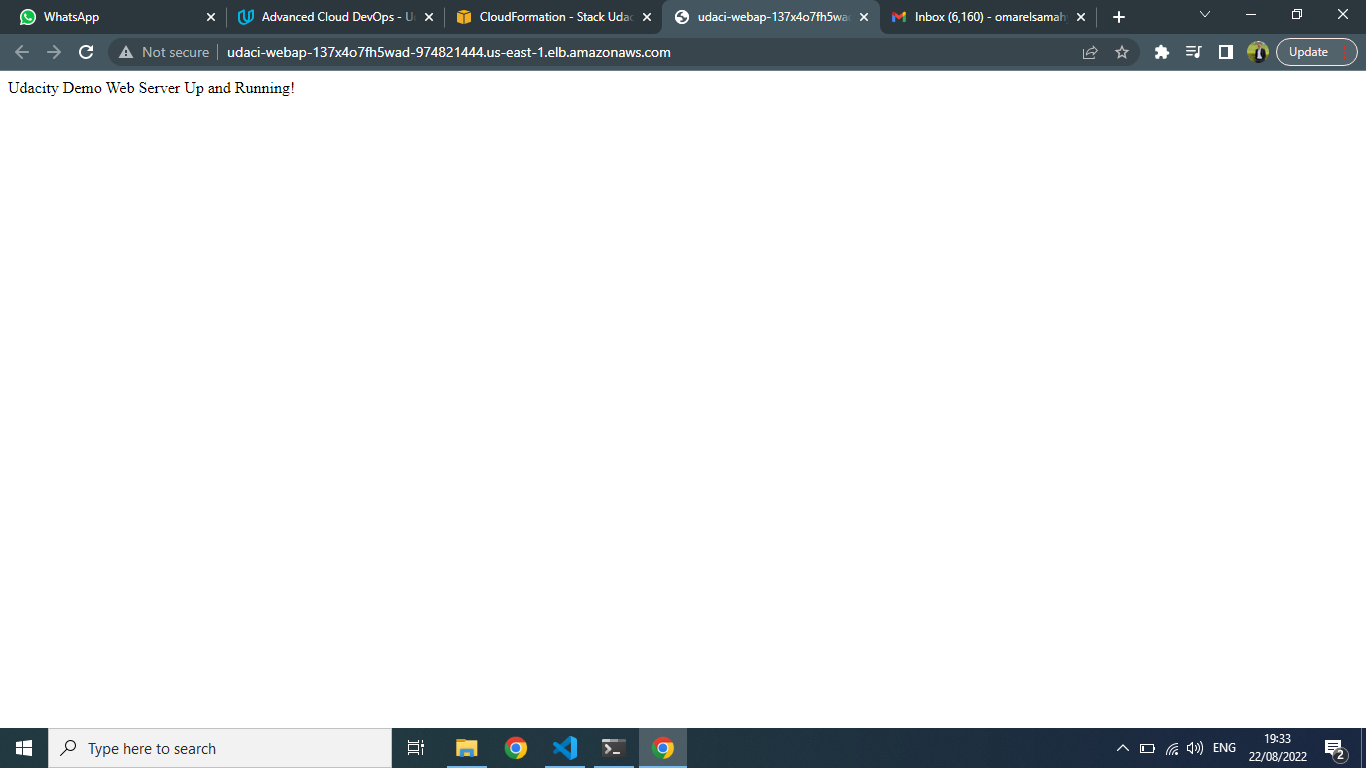 WhatsApp
Advanced Cloud DevOps - U
CloudFormation - Stack Udac
udaci-webap-137x4o7fh5wad
Inbox (6,160) - omarelsamah
Not secure
udaci-webap-137x4o7fh5wad-974821444.us-east-1.elb.amazonaws.com
Update
Udacity Demo Web Server Up and Running!
Type here to search
ENG
19:33
22/08/2022
2